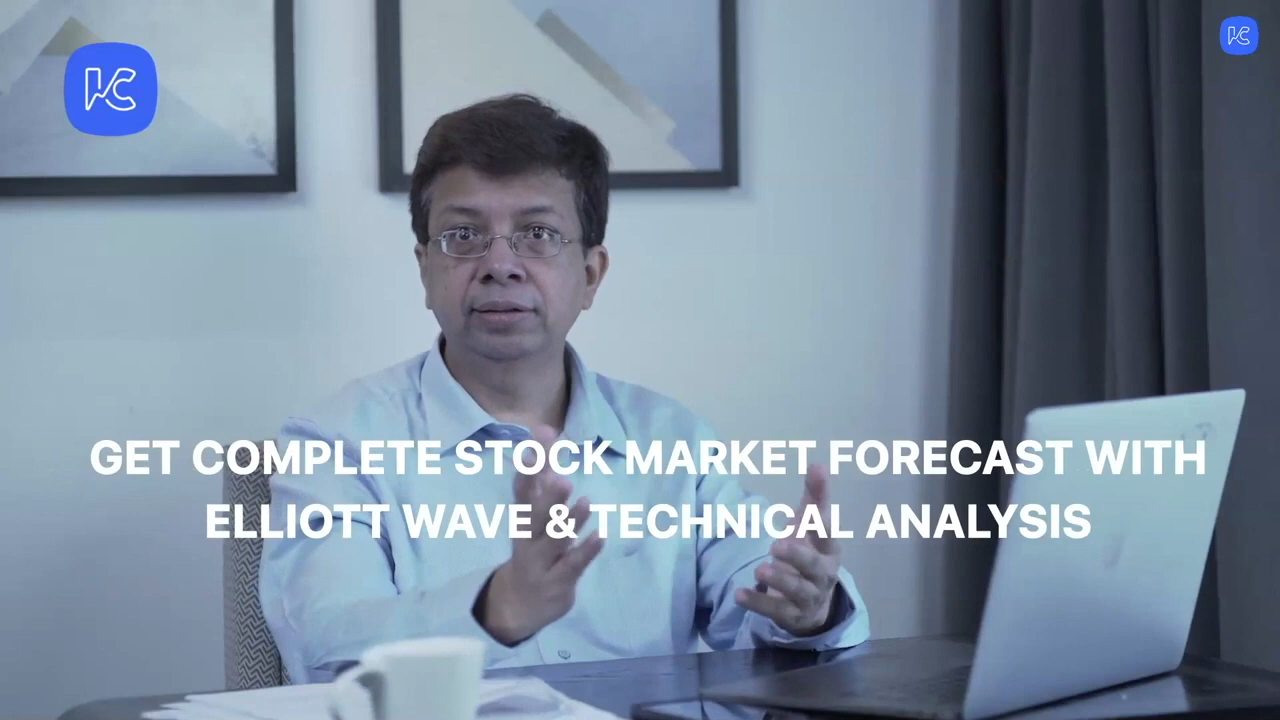 GET COMPLETE STOCK MARKET FORECAST WITH
ELLIOTT WAVE & TECHNICAL ANALYSIS